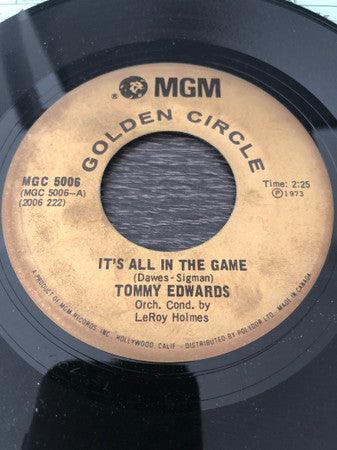 MGM
GOLDEN CIRCLE
MGC 5006
(MGC 5006-A)
(2006 222)
Time: 2:25
Ⓟ 1973
IT'S ALL IN THE GAME
(Dawes-Sigman)
TOMMY EDWARDS
Orch. Cond. by
LeRoy Holmes
A PRODUCT OF MGM RECORDS INC. HOLLYWOOD, CALIF. DISTRIBUTED BY POLYDOR LTD. MADE IN CANADA